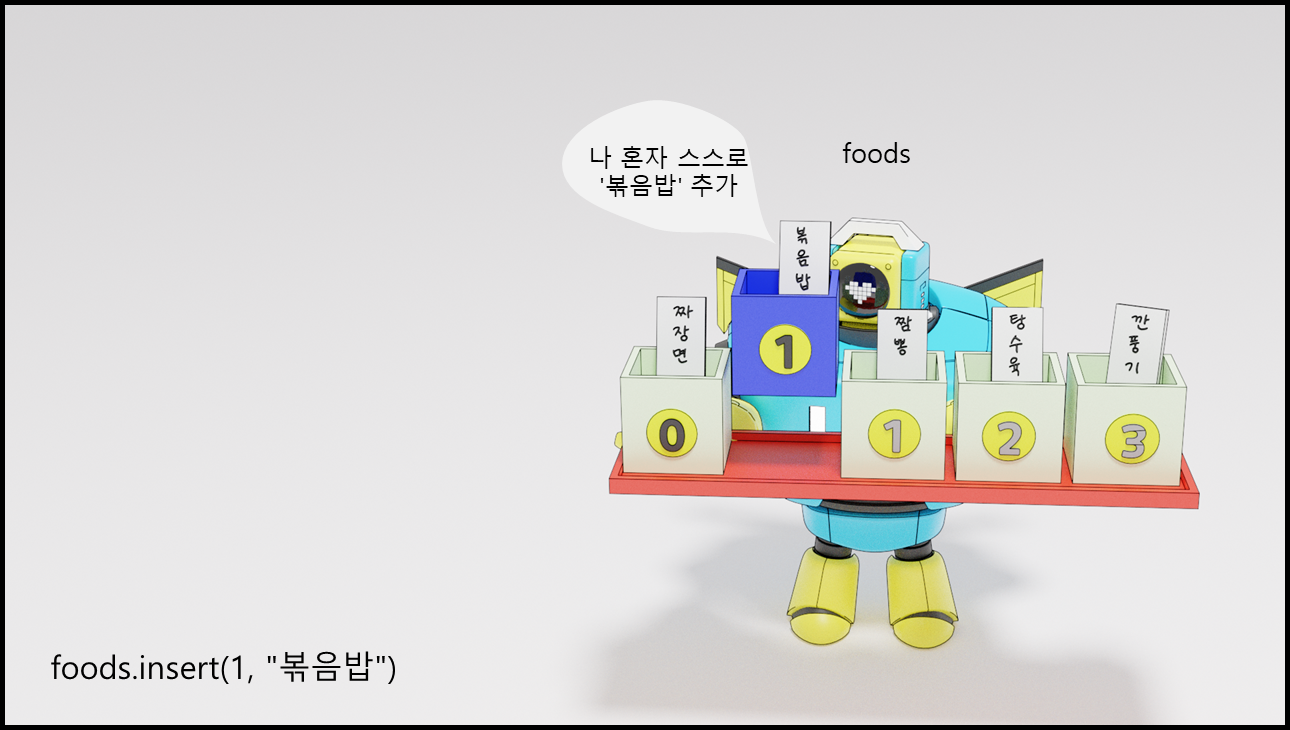 나 혼자 스스로
'볶음밥' 추가
foods
볶음밥
1
짜장면
0
짬뽕
1
탕수육
2
깐풍기
3
foods.insert(1, "볶음밥")